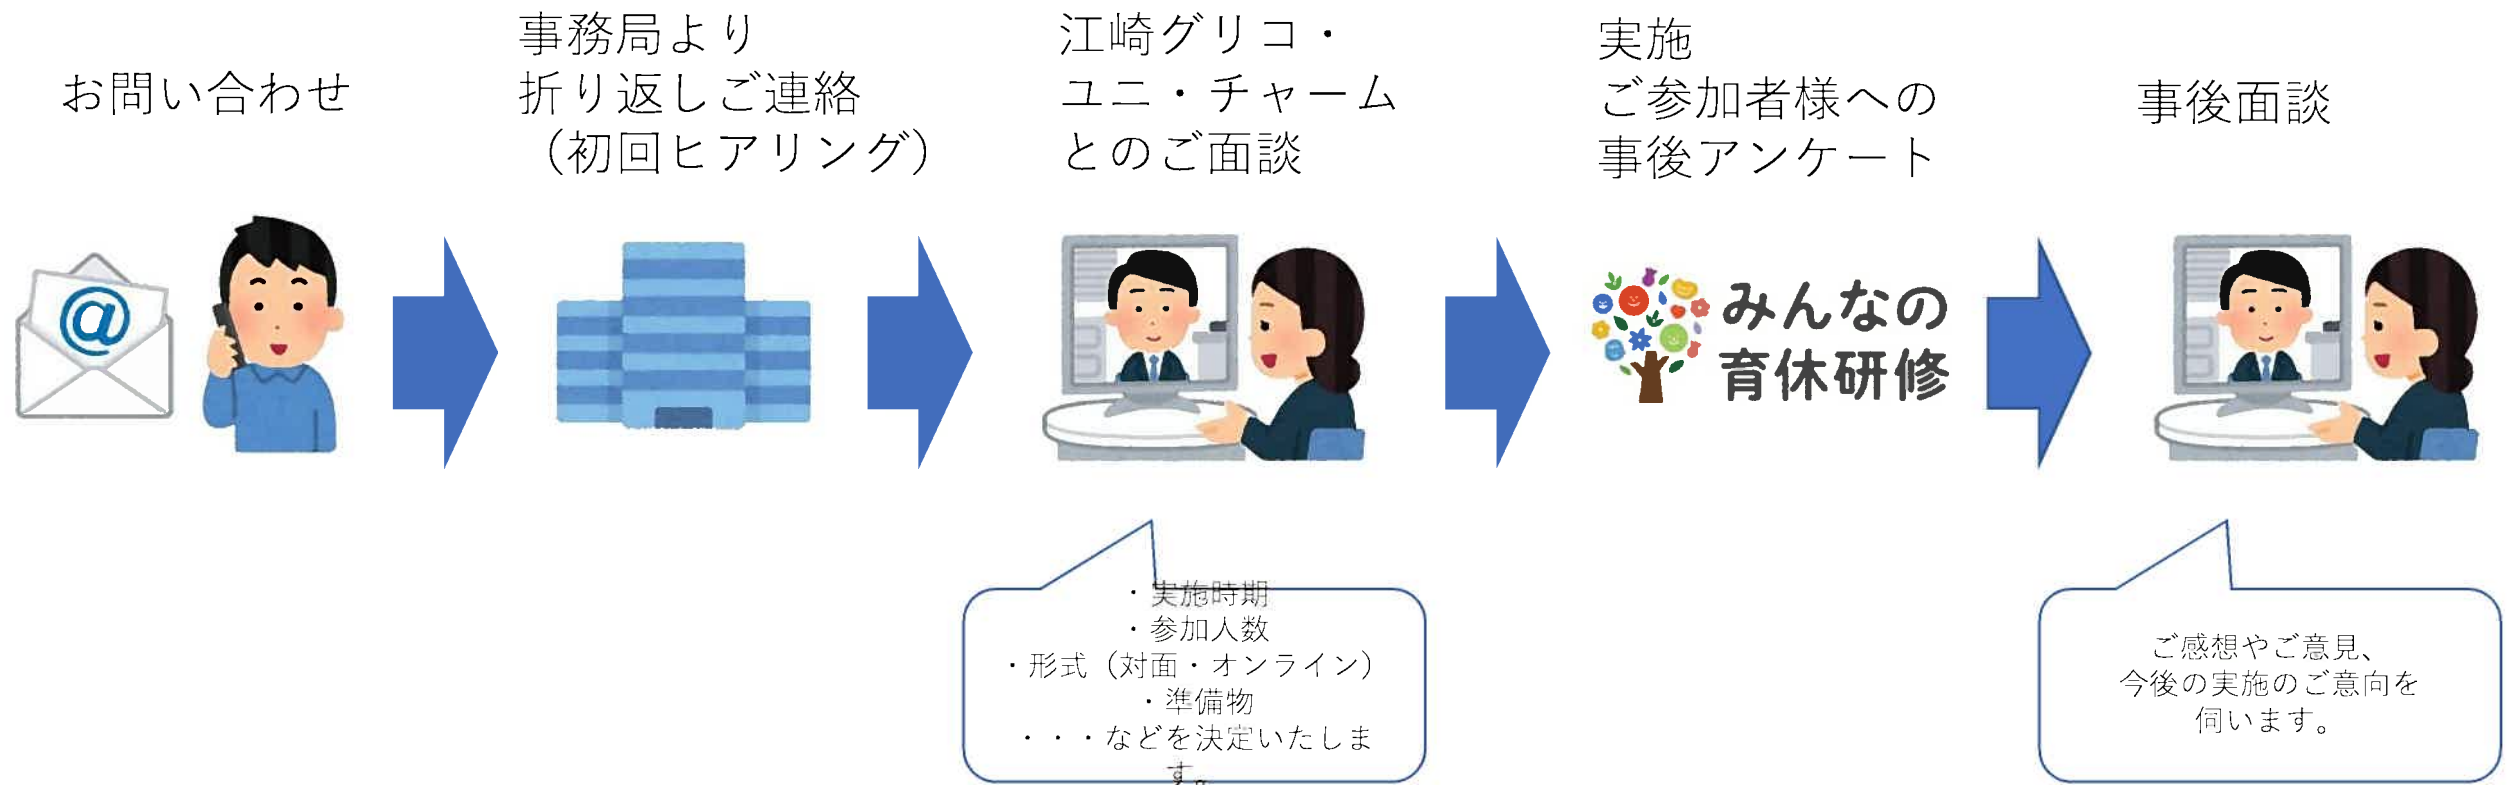 お問い合わせ
事務局より
折り返しご連絡
（初回ヒアリング）
江崎グリコ・
ユニ・チャーム
とのご面談
実施
ご参加者様への
事後アンケート
事後面談
@
みんなの
育休研修
・実施時期
・参加人数
・形式（対面・オンライン）
・準備物
・・・などを決定いたしま
す。
ご感想やご意見、
今後の実施のご意向を
伺います。